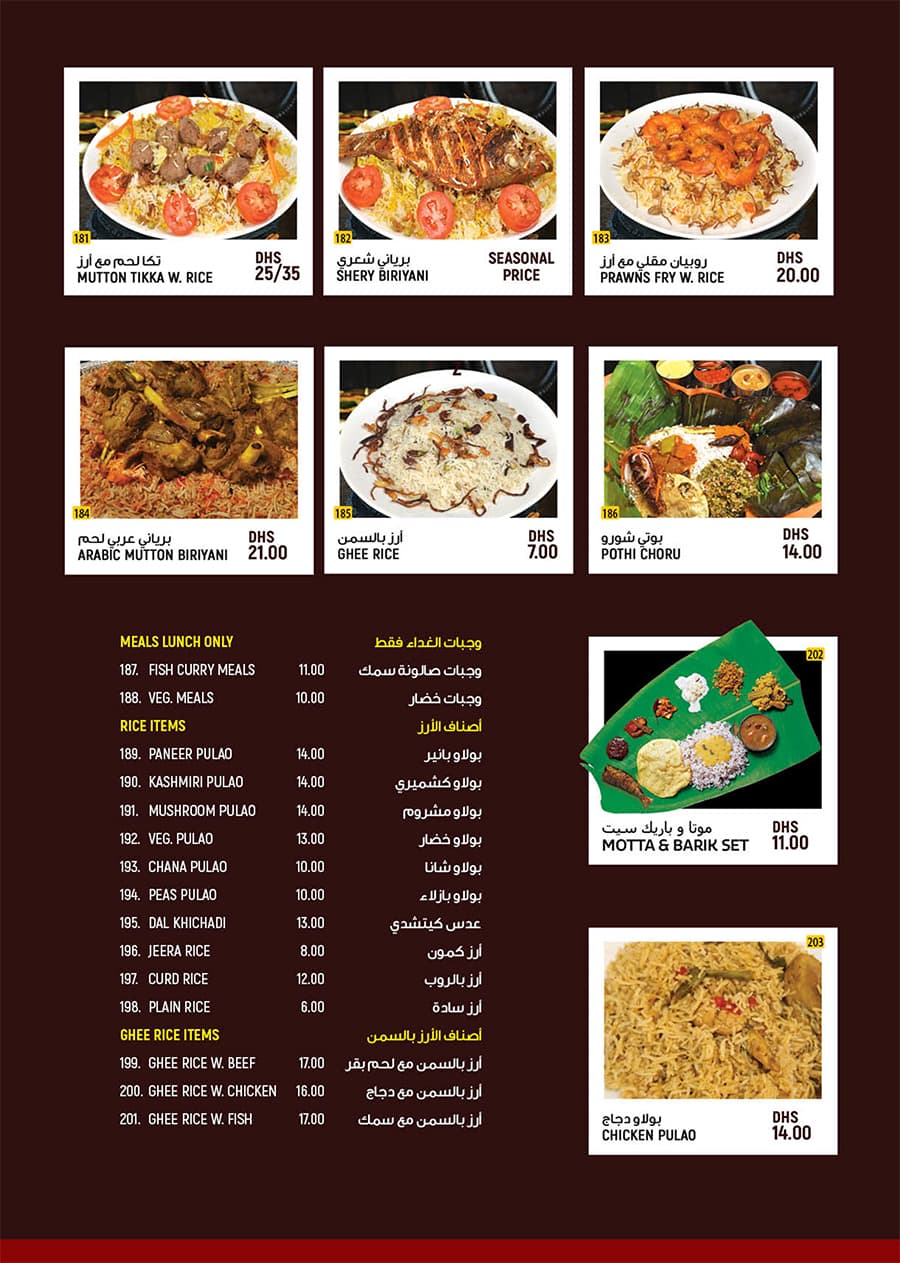 181
تكا لحم مع أرز
MUTTON TIKKA W. RICE
DHS
25/35
182
برياني شعري
SHERY BIRIYANI
SEASONAL
PRICE
183
روبيان مقلي مع أرز
PRAWNS FRY W. RICE
DHS
20.00
184
برياني عربي لحم
ARABIC MUTTON BIRIYANI
DHS
21.00
2
185
أرز بالسمن
GHEE RICE
DHS
7.00
186
بوتي شورو
POTHI CHORU
DHS
14.00
MEALS LUNCH ONLY وجبات الغداء فقط
187. FISH CURRY MEALS 11.00 وجبات صالونة سمك
188. VEG. MEALS 10.00 وجبات خضار
RICE ITEMS أصناف الأرز
189. PANEER PULAO 14.00 بولاو بانير
190. KASHMIRI PULAO 14.00 بولاو كشميري
191. MUSHROOM PULAO 14.00 بولاو مشروم
192. VEG. PULAO 13.00 بولاو خضار
193. CHANA PULAO 10.00 بولاو شانا
194. PEAS PULAO 10.00 بولاو بازلاء
195. DAL KHICHADI 13.00 عدس كيتشدي
196. JEERA RICE 8.00 أرز كمون
197. CURD RICE 12.00 أرز بالروب
198. PLAIN RICE 6.00 أرز سادة
GHEE RICE ITEMS أصناف الأرز بالسمن
199. GHEE RICE W. BEEF 17.00 أرز بالسمن مع لحم بقر
200. GHEE RICE W. CHICKEN 16.00 أرز بالسمن مع دجاج
201. GHEE RICE W. FISH 17.00 أرز بالسمن مع سمك
202
موتا و باريك سيت
MOTTA & BARIK SET
DHS
11.00
203
بولاو دجاج
CHICKEN PULAO
DHS
14.00